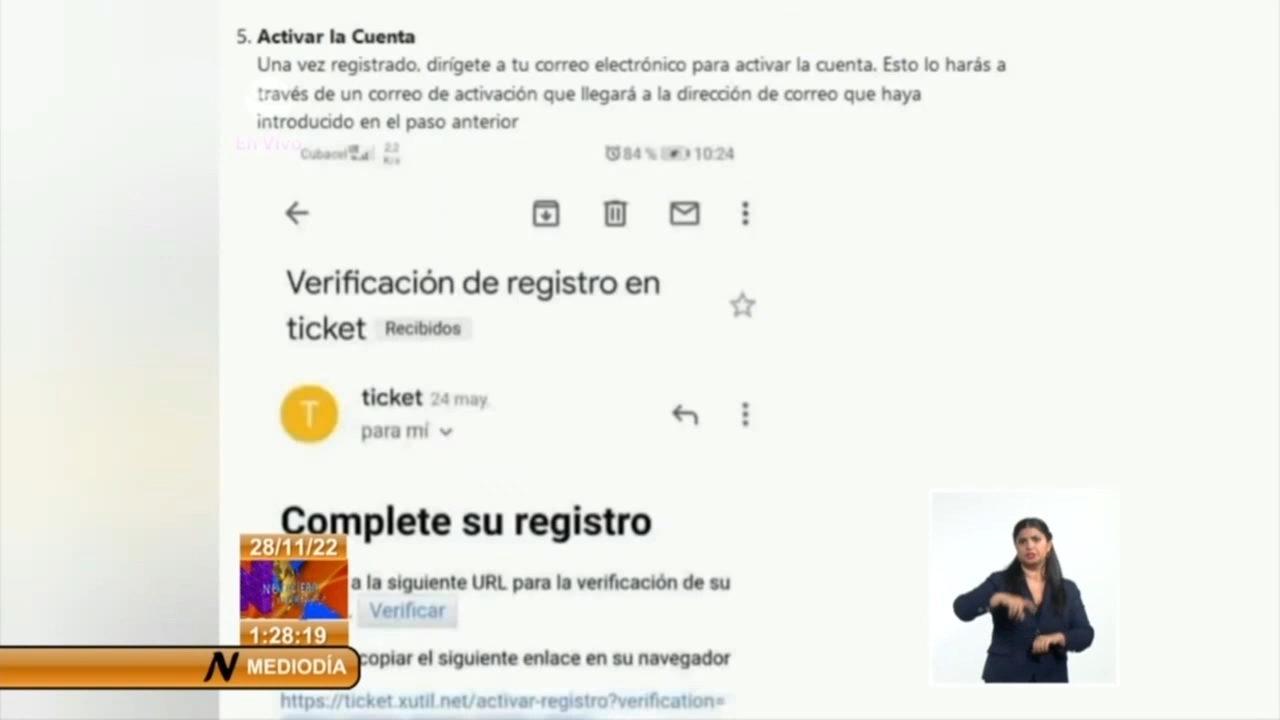 5. Activar la Cuenta
Una vez registrado, dirígete a tu correo electrónico para activar la cuenta. Esto lo harás a
través de un correo de activación que llegará a la dirección de correo que haya
introducido en el paso anterior
En Vivo
Cubacel 84 % 10:24
Verificación de registro en
ticket Recibidos
T
ticket 24 may.
para mí
Complete su registro
28/11/22
a la siguiente URL para la verificación de su
Verificar
1:28:19
N MEDIODÍA
copiar el siguiente enlace en su navegador
https://ticket.xutil.net/activar-registro?verification=